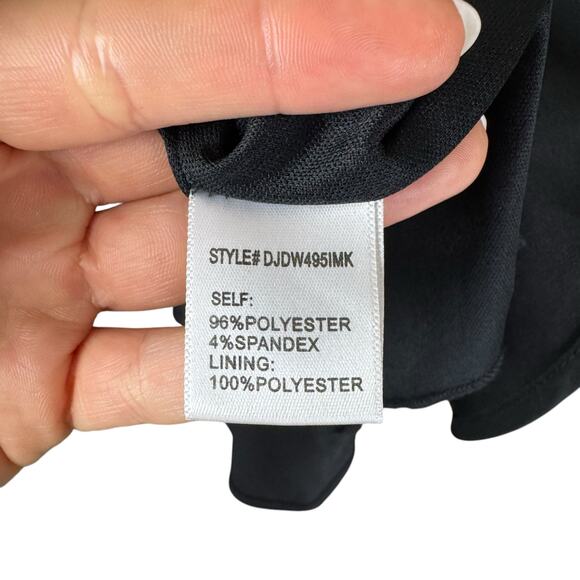 STYLE# DJDW495IMK
SELF:
96%POLYESTER
4%SPANDEX
LINING:
100%POLYESTER